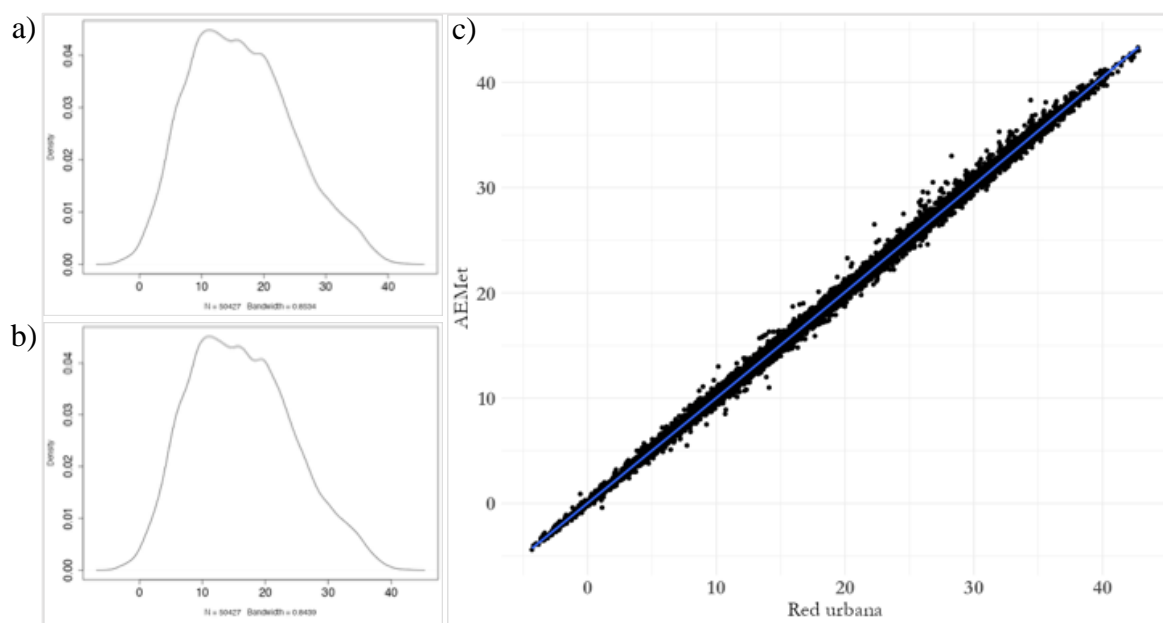 a)
Density
0.00 0.01 0.02 0.03 0.04
0 10 20 30 40
N = 50427 Bandwidth = 0.8534
b)
Density
0.00 0.01 0.02 0.03 0.04
0 10 20 30 40
N = 50427 Bandwidth = 0.8439
c)
AEMet
40
30
20
10
0
0 10 20 30 40
Red urbana